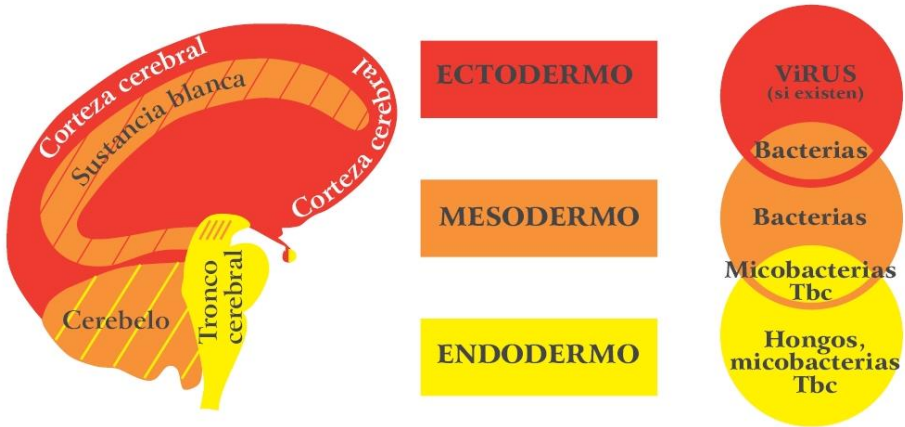 Corteza cerebral
Sustancia blanca
Corteza cerebral
Cerebelo
Tronco
cerebral
ECTODERMO
MESODERMO
ENDODERMO
ViRUS
(si existen)
Bacterias
Bacterias
Micobacterias
Tbc
Hongos,
micobacterias
Tbc